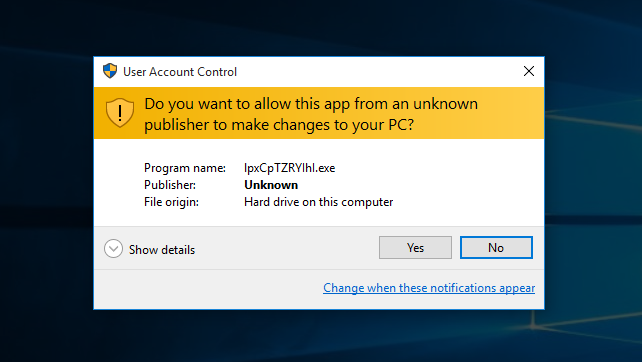 User Account Control
Do you want to allow this app from an unknown
publisher to make changes to your PC?
Program name: lpxCpTZRYlhl.exe
Publisher: Unknown
File origin: Hard drive on this computer
Show details
Yes
No
Change when these notifications appear